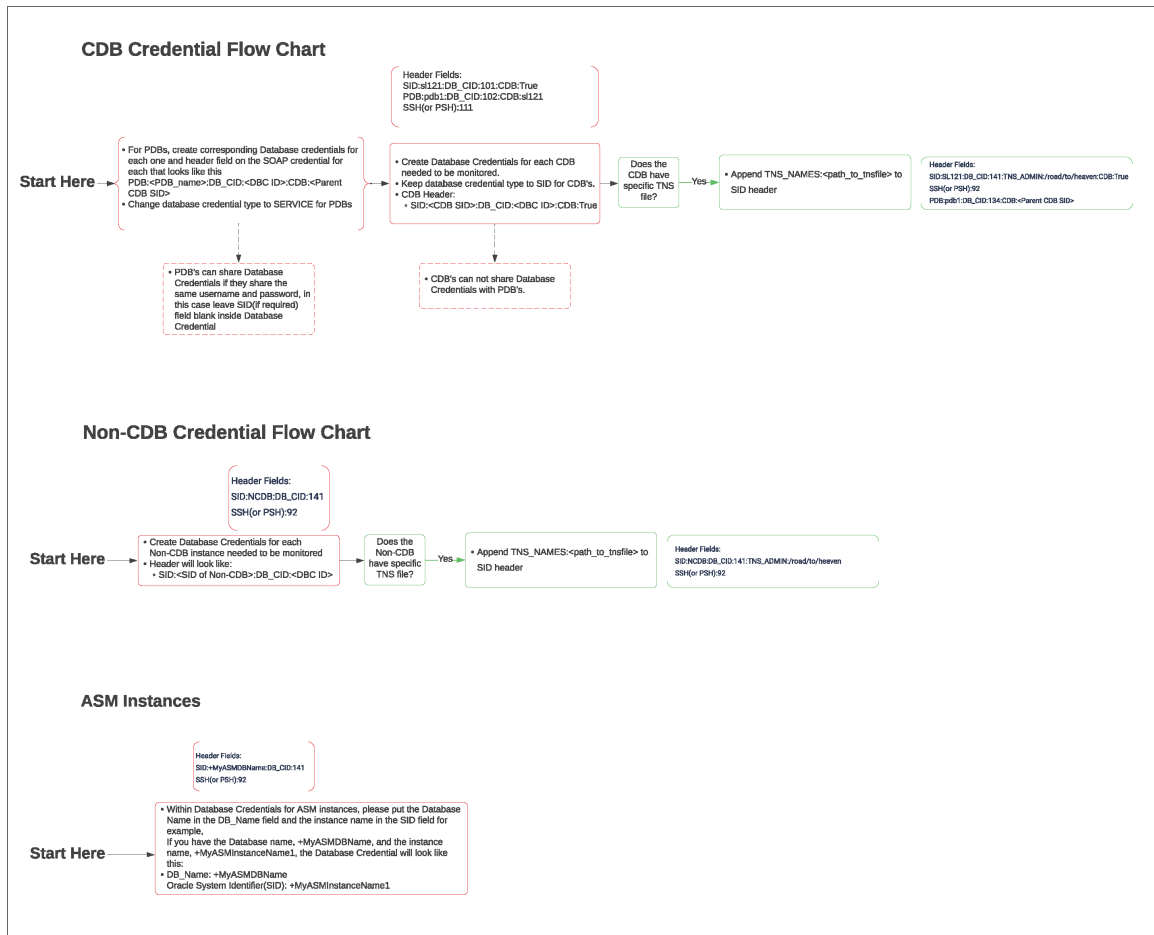 CDB Credential Flow Chart
Header Fields:
SID:sl121:DB_CID:101:CDB:True
PDB:pdb1:DB_CID:102:CDB:sl121
SSH(or PSH):111
Start Here
• For PDBs, create corresponding Database credentials for
each one and header field on the SOAP credential for
each that looks like this
PDB:<PDB_name>:DB_CID:<DBC ID>:CDB:<Parent
CDB SID>
• Change database credential type to SERVICE for PDBs
• Create Database Credentials for each CDB
needed to be monitored.
• Keep database credential type to SID for CDB's.
• CDB Header:
• SID:<CDB SID>:DB_CID:<DBC ID>:CDB:True
Does the
CDB have
specific TNS
file?
Yes
• Append TNS_NAMES:<path_to_tnsfile> to
SID header
Header Fields:
SID:SL121:DB_CID:141:TNS_ADMIN:/road/to/heaven:CDB:True
SSH(or PSH):92
PDB:pdb1:DB_CID:134:CDB:<Parent CDB SID>
• PDB's can share Database
Credentials if they share the
same username and password, in
this case leave SID(if required)
field blank inside Database
Credential
• CDB's can not share Database
Credentials with PDB's.
Non-CDB Credential Flow Chart
Header Fields:
SID:NCDB:DB_CID:141
SSH(or PSH):92
Start Here
• Create Database Credentials for each
Non-CDB instance needed to be monitored
• Header will look like:
• SID:<SID of Non-CDB>:DB_CID:<DBC ID>
Does the
Non-CDB
have specific
TNS file?
Yes
• Append TNS_NAMES:<path_to_tnsfile> to
SID header
Header Fields:
SID:NCDB:DB_CID:141:TNS_ADMIN:/road/to/heaven
SSH(or PSH):92
ASM Instances
Header Fields:
SID:+MyASMDBName:DB_CID:141
SSH(or PSH):92
Start Here
• Within Database Credentials for ASM instances, please put the Database
Name in the DB_Name field and the instance name in the SID field for
example,
If you have the Database name, +MyASMDBName, and the instance
name, +MyASMInstanceName1, the Database Credential will look like
this:
• DB_Name: +MyASMDBName
Oracle System Identifier(SID): +MyASMInstanceName1